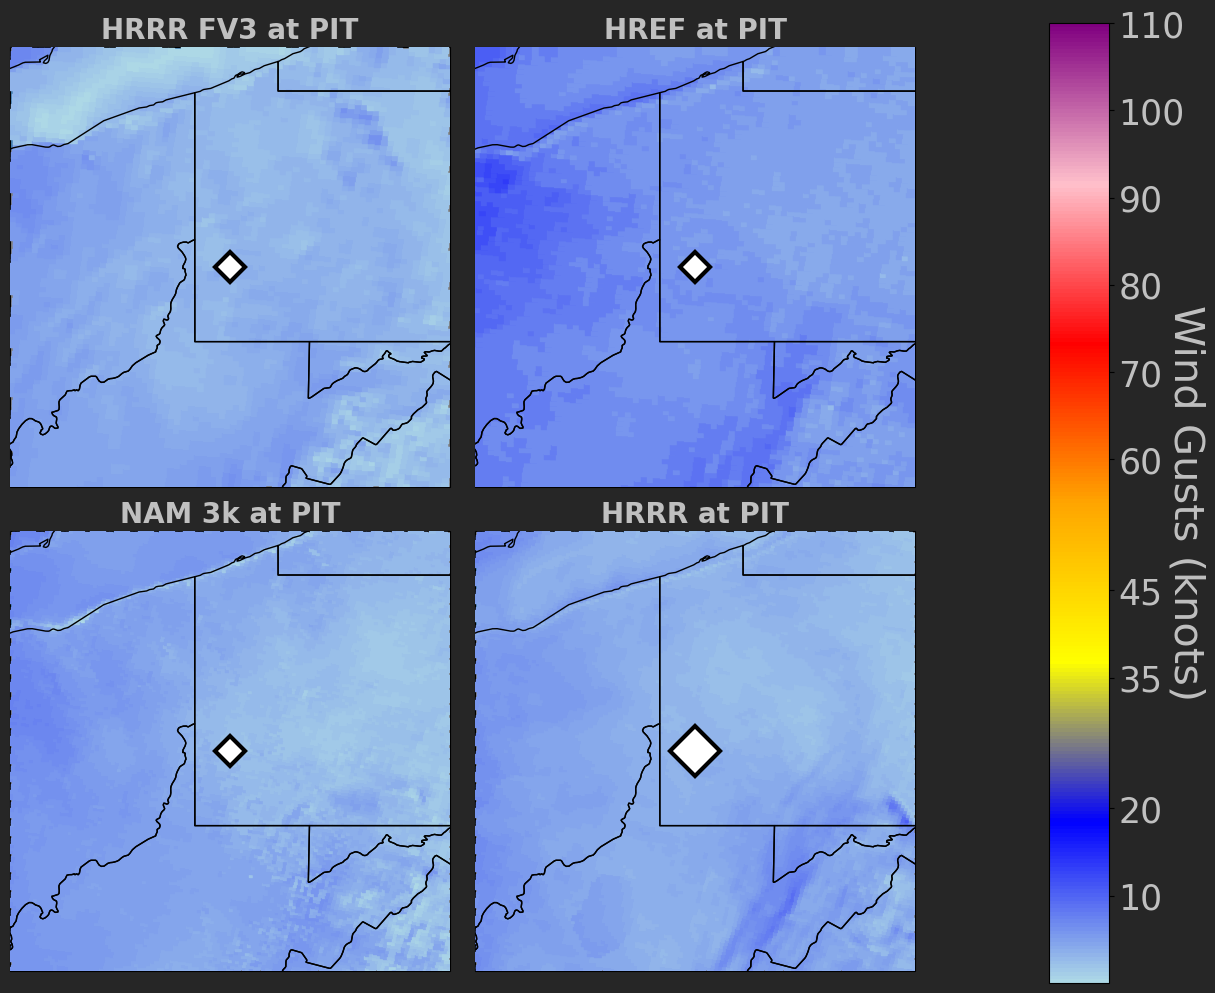 HRRR FV3 at PIT
HREF at PIT
NAM 3k at PIT
HRRR at PIT
110
100
90
80
70
60
45
35
20
10
Wind Gusts (knots)